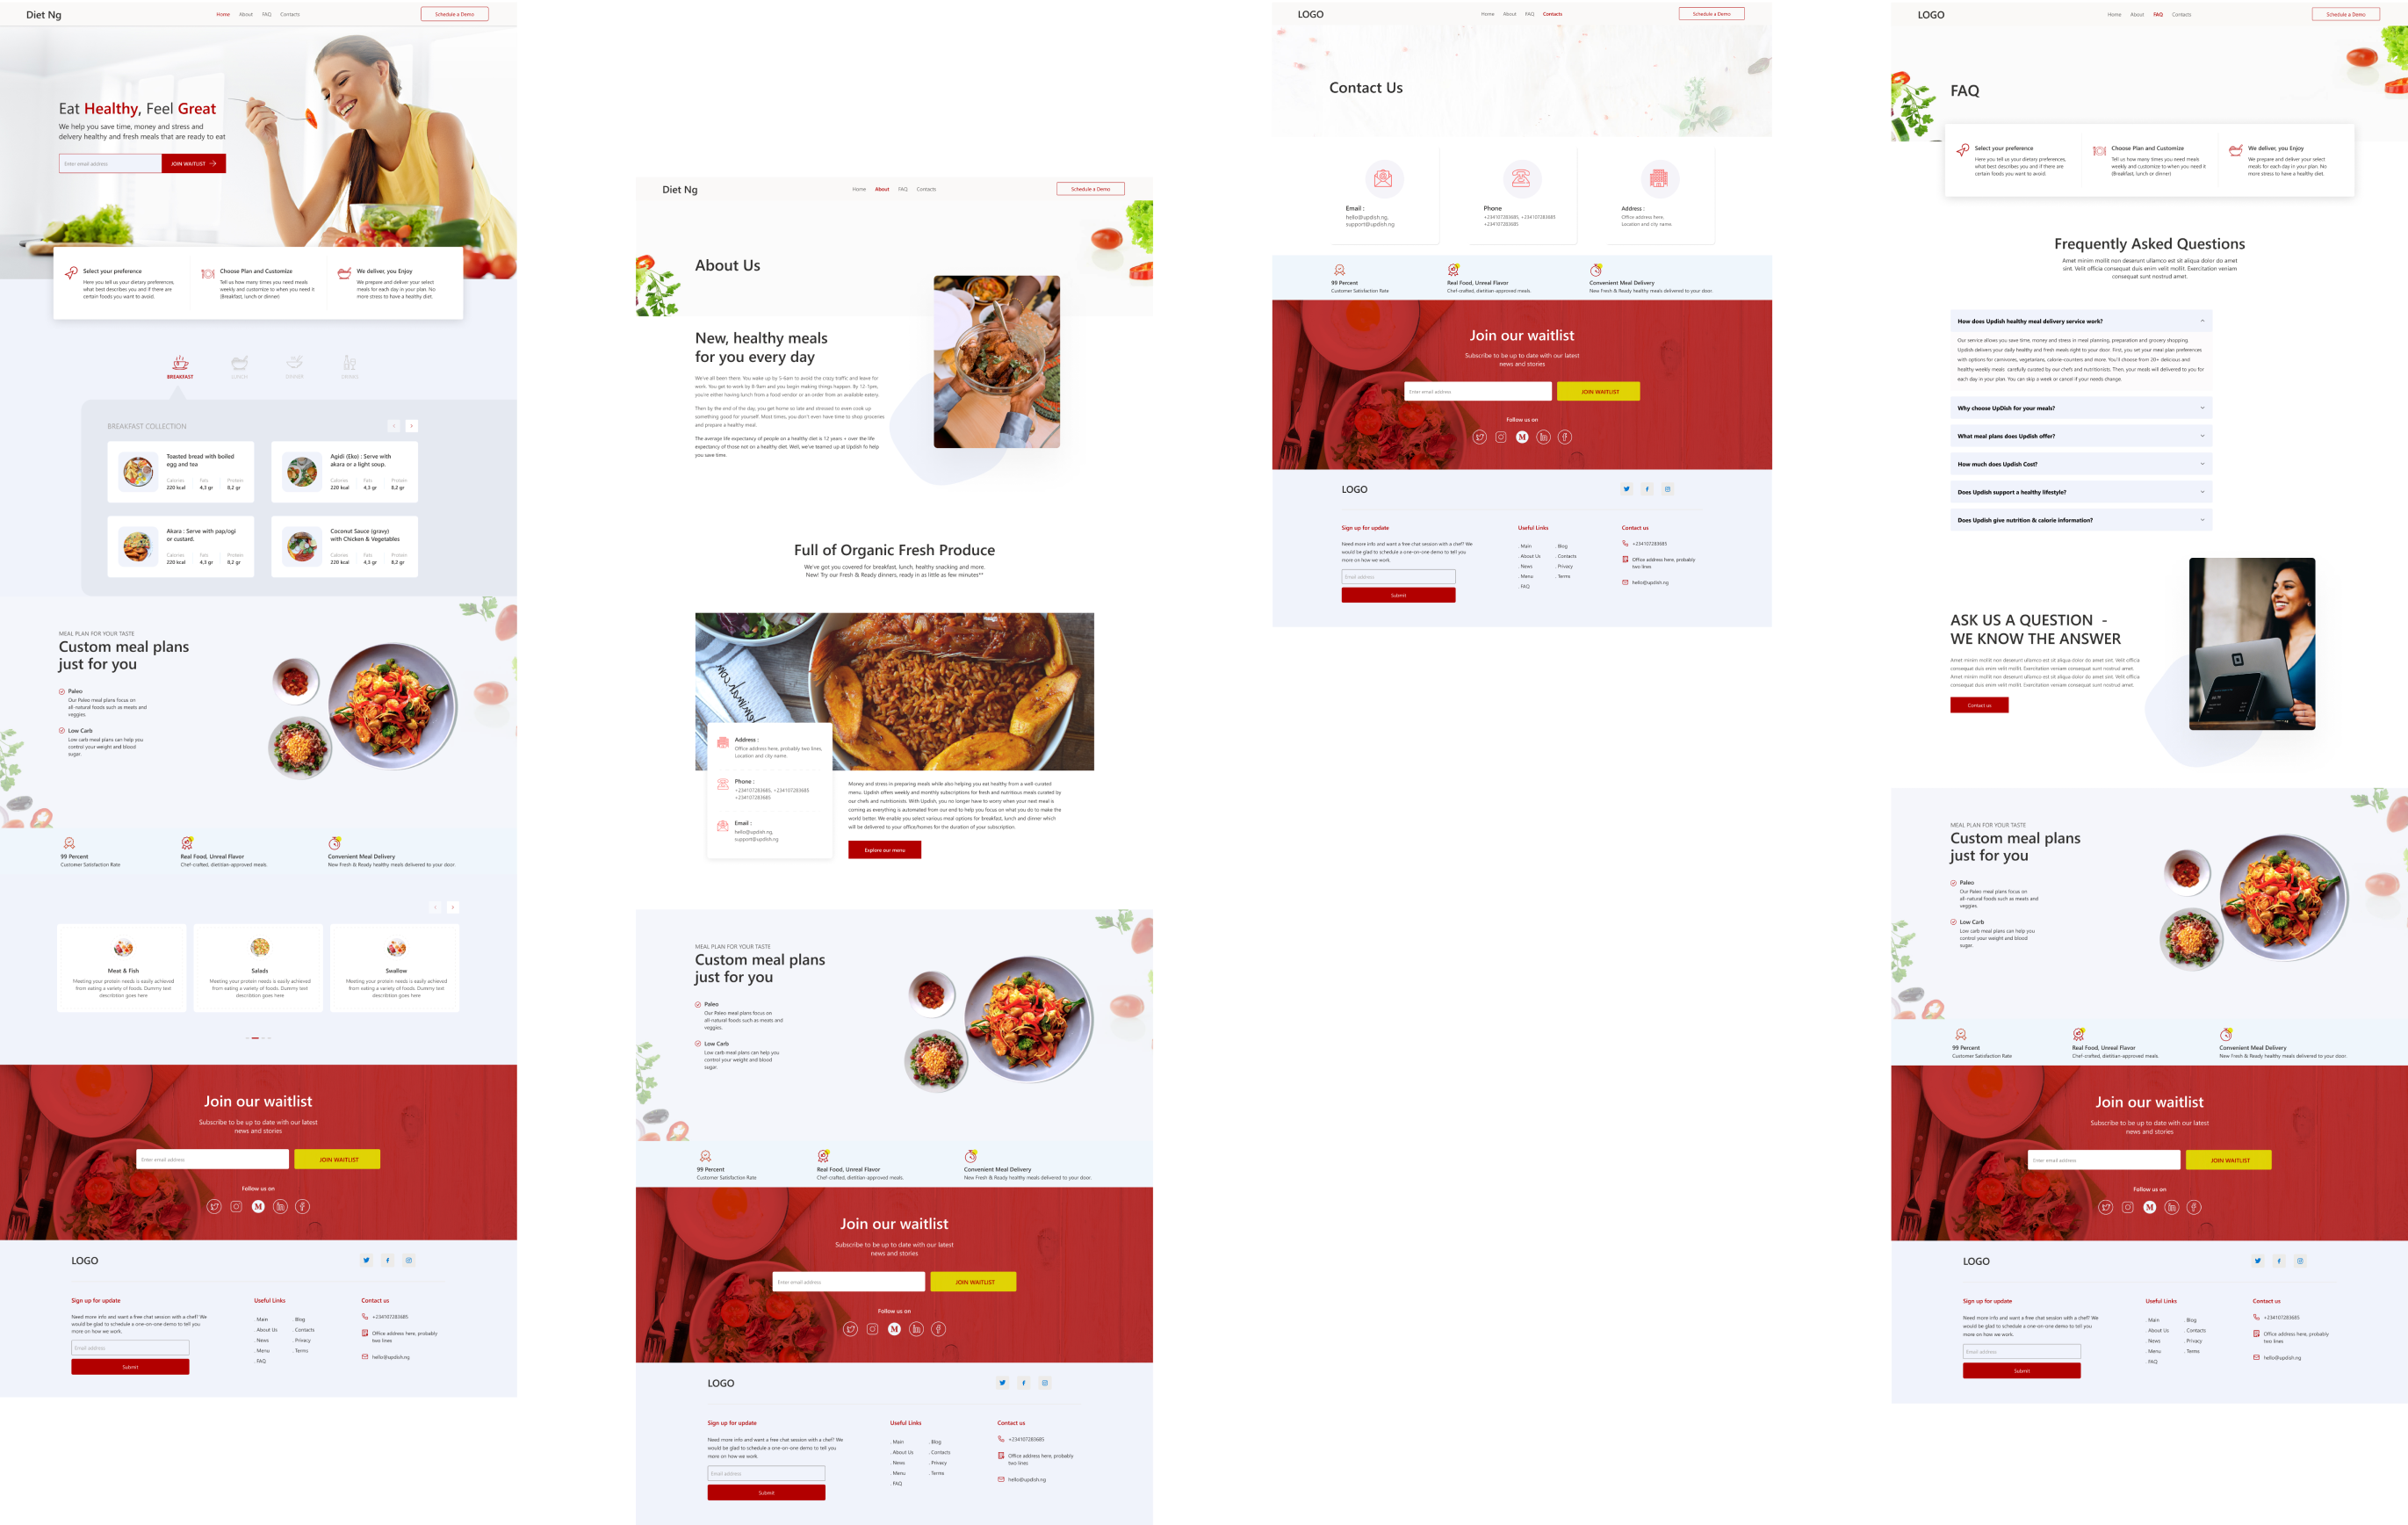 Diet Ng
Home About FAQ Contacts
Schedule a Demo
Eat Healthy, Feel Great
We help you save time, money and stress and
delvery healthy and fresh meals that are ready to eat
Enter email address
JOIN WAITLIST
Select your preference
Here you tell us your dietary preferences,
what best describes you and if there are
certain foods you want to avoid.
Choose Plan and Customize
Tell us how many times you need meals
weekly and customize to when you need it
(Breakfast, lunch or dinner)
We deliver, you Enjoy
We prepare and deliver your select
meals for each day in your plan. No
more stress to have a healthy diet.
BREAKFAST
LUNCH
DINNER
DRINKS
BREAKFAST COLLECTION
Toasted bread with boiled
egg and tea
Calories Fats Protein
220 kcal 4,3 gr 8,2 gr
Agidi (Eko) : Serve with
akara or a light soup.
Calories Fats Protein
220 kcal 4,3 gr 8,2 gr
Akara : Serve with pap/ogi
or custard.
Calories Fats Protein
220 kcal 4,3 gr 8,2 gr
Coconut Sauce (gravy)
with Chicken & Vegetables
Calories Fats Protein
220 kcal 4,3 gr 8,2 gr
MEAL PLAN FOR YOUR TASTE
Custom meal plans
just for you
Paleo
Our Paleo meal plans focus on
all-natural foods such as meats and
veggies.
Low Carb
Low carb meal plans can help you
control your weight and blood
sugar.
99 Percent
Customer Satisfaction Rate
Real Food, Unreal Flavor
Chef-crafted, dietitian-approved meals.
Convenient Meal Delivery
New Fresh & Ready healthy meals delivered to your door.
Meat & Fish
Meeting your protein needs is easily achieved
from eating a variety of foods. Dummy text
describtion goes here
Salads
Meeting your protein needs is easily achieved
from eating a variety of foods. Dummy text
describtion goes here
Swallow
Meeting your protein needs is easily achieved
from eating a variety of foods. Dummy text
describtion goes here
Join our waitlist
Subscribe to be up to date with our latest
news and stories
Enter email address
JOIN WAITLIST
Follow us on
LOGO
Sign up for update
Need more info and want a free chat session with a chef? We
would be glad to schedule a one-on-one demo to tell you
more on how we work.
Email address
Submit
Useful Links
. Main . Blog
. About Us . Contacts
. News . Privacy
. Menu . Terms
. FAQ
Contact us
+234107283685
Office address here, probably
two lines
hello@updish.ng
Diet Ng
Home About FAQ Contacts
Schedule a Demo
About Us
New, healthy meals
for you every day
We've all been there. You wake up by 5-6am to avoid the crazy traffic and leave for
work. You get to work by 8-9am and you begin making things happen. By 12-1pm,
you're either having lunch from a food vendor or an order from an available eatery.
Then by the end of the day, you get home so late and stressed to even cook up
something good for yourself. Most times, you don't even have time to shop groceries
and prepare a healthy meal.
The average life expectancy of people on a healthy diet is 12 years + over the life
expectancy of those not on a healthy diet. Well, we've teamed up at Updish to help
you save time.
Full of Organic Fresh Produce
We've got you covered for breakfast, lunch, healthy snacking and more.
New! Try our Fresh & Ready dinners, ready in as little as few minutes**
Address :
Office address here, probably two lines,
Location and city name
Phone :
+234107283685, +234107283685
+234107283685
Email :
hello@updish.ng,
support@updish.ng
Money and stress in preparing meals while also helping you eat healthy from a well curated
menu. Updish offers weekly and monthly subscriptions for fresh and nutritious meals curated by
our chefs and nutritionists. With Updish, you no longer have to worry when your next meal is
coming as everything is automated from our end to help you focus on what you do to make the
world better. We enable you select various meal options for breakfast, lunch and dinner which
will be delivered to your office/homes for the duration of your subscription.
Explore our menu
MEAL PLAN FOR YOUR TASTE
Custom meal plans
just for you
Paleo
Our Paleo meal plans focus on
all-natural foods such as meats and
veggies.
Low Carb
Low carb meal plans can help you
control your weight and blood
sugar.
99 Percent
Customer Satisfaction Rate
Real Food, Unreal Flavor
Chef-crafted, dietitian-approved meals.
Convenient Meal Delivery
New Fresh & Ready healthy meals delivered to your door.
Join our waitlist
Subscribe to be up to date with our latest
news and stories
Enter email address
JOIN WAITLIST
Follow us on
LOGO
Sign up for update
Need more info and want a free chat session with a chef? We
would be glad to schedule a one-on-one demo to tell you
more on how we work.
Email address
Submit
Useful Links
. Main . Blog
. About Us . Contacts
. News . Privacy
. Menu . Terms
. FAQ
Contact us
+234107283685
Office address here, probably
two lines
hello@updish.ng
LOGO
Home About FAQ Contacts
Schedule a Demo
Contact Us
Email :
hello@updish.ng,
support@updish.ng
Phone
+234107283685, +234107283685
+234107283685
Address :
Office address here,
Location and city name
99 Percent
Customer Satisfaction Rate
Real Food, Unreal Flavor
Chef-crafted, dietitian-approved meals.
Convenient Meal Delivery
New Fresh & Ready healthy meals delivered to your door.
Join our waitlist
Subscribe to be up to date with our latest
news and stories
Enter email address
JOIN WAITLIST
Follow us on
LOGO
Sign up for update
Need more info and want a free chat session with a chef? We
would be glad to schedule a one-on-one demo to tell you
more on how we work.
Email address
Submit
Useful Links
. Main . Blog
. About Us . Contacts
. News . Privacy
. Menu . Terms
. FAQ
Contact us
+234107283685
Office address here, probably
two lines
hello@updish.ng
LOGO
Home About FAQ Contacts
Schedule a Demo
FAQ
Select your preference
Here you tell us your dietary preferences,
what best describes you and if there are
certain foods you want to avoid.
Choose Plan and Customize
Tell us how many times you need meals
weekly and customize to when you need it
(Breakfast, lunch or dinner)
We deliver, you Enjoy
We prepare and deliver your select
meals for each day in your plan. No
more stress to have a healthy diet.
Frequently Asked Questions
Amet minim mollit non deserunt ullamco est sit aliqua dolor do amet
sint. Velit officia consequat duis enim velit mollit. Exercitation veniam
consequat sunt nostrud amet.
How does Updish healthy meal delivery service work?
Our service allows you save time, money and stress in meal planning, preparation and grocery shopping.
Updish delivers your daily healthy and fresh meals right to your door. First, you set your meal plan preferences
with options for carnivores, vegetarians, calorie-counters and more. You'll choose from 20+ delicious and
healthy weekly meals carefully curated by our chefs and nutritionists. Then, your meals will delivered to you for
each day in your plan. You can skip a week or cancel if your needs change.
Why choose UpDish for your meals?
What meal plans does Updish offer?
How much does Updish Cost?
Does Updish support a healthy lifestyle?
Does Updish give nutrition & calorie information?
ASK US A QUESTION -
WE KNOW THE ANSWER
Amet minim mollit non deserunt ullamco est sit aliqua dolor do amet sint. Velit officia
consequat duis enim velit mollit. Exercitation veniam consequat sunt nostrud amet.
Amet minim mollit non deserunt ullamco est sit aliqua dolor do amet sint. Velit officia
consequat duis enim velit mollit. Exercitation veniam consequat sunt nostrud amet.
Contact us
MEAL PLAN FOR YOUR TASTE
Custom meal plans
just for you
Paleo
Our Paleo meal plans focus on
all-natural foods such as meats and
veggies.
Low Carb
Low carb meal plans can help you
control your weight and blood
sugar.
99 Percent
Customer Satisfaction Rate
Real Food, Unreal Flavor
Chef-crafted, dietitian-approved meals.
Convenient Meal Delivery
New Fresh & Ready healthy meals delivered to your door.
Join our waitlist
Subscribe to be up to date with our latest
news and stories
Enter email address
JOIN WAITLIST
Follow us on
LOGO
Sign up for update
Need more info and want a free chat session with a chef? We
would be glad to schedule a one-on-one demo to tell you
more on how we work.
Email address
Submit
Useful Links
. Main . Blog
. About Us . Contacts
. News . Privacy
. Menu . Terms
. FAQ
Contact us
+234107283685
Office address here, probably
two lines
hello@updish.ng